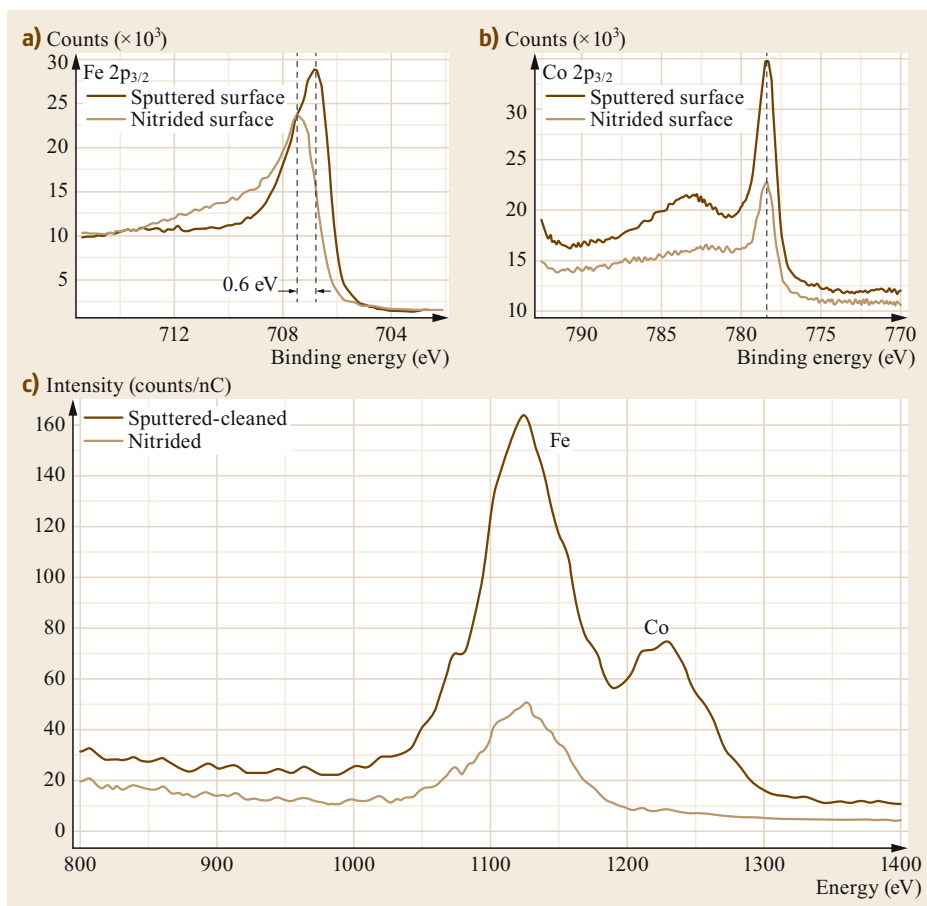 a) Counts (×10³)
30
Fe 2p₃/₂
Sputtered surface
Nitrided surface
25
20
15
10
5
0.6 eV
712
708
704
Binding energy (eV)
b) Counts (×10³)
Co 2p₃/₂
Sputtered surface
Nitrided surface
35
30
25
20
15
10
790
785
780
775
770
Binding energy (eV)
c) Intensity (counts/nC)
Sputtered-cleaned
Nitrided
160
140
120
100
80
60
40
20
0
Fe
Co
800
900
1000
1100
1200
1300
1400
Energy (eV)